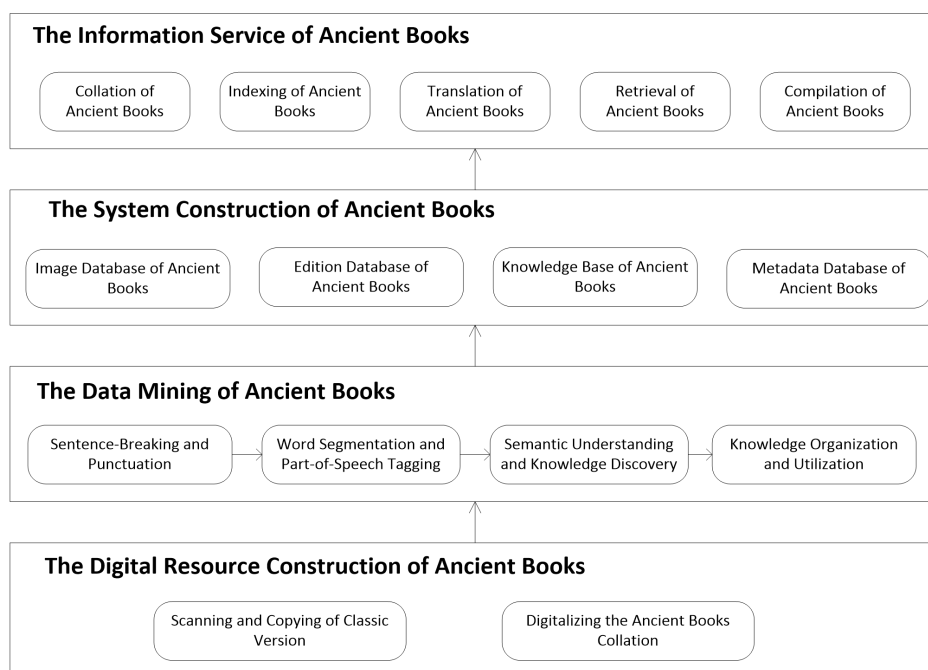 The Information Service of Ancient Books
Collation of
Ancient Books
Indexing of Ancient
Books
Translation of
Ancient Books
Retrieval of
Ancient Books
Compilation of
Ancient Books
The System Construction of Ancient Books
Image Database of Ancient
Books
Edition Database of
Ancient Books
Knowledge Base of Ancient
Books
Metadada Database of
Ancient Books
The Data Mining of Ancient Books
Sentence-Breaking and
Punctuation
Word Segmentation and
Part-of-Speech Tagging
Semantic Understanding
and Knowledge Discovery
Knowledge Organization
and Utilization
The Digital Resource Construction of Ancient Books
Scanning and Copying of Classic
Version
Digitalizing the Ancient Books
Collation